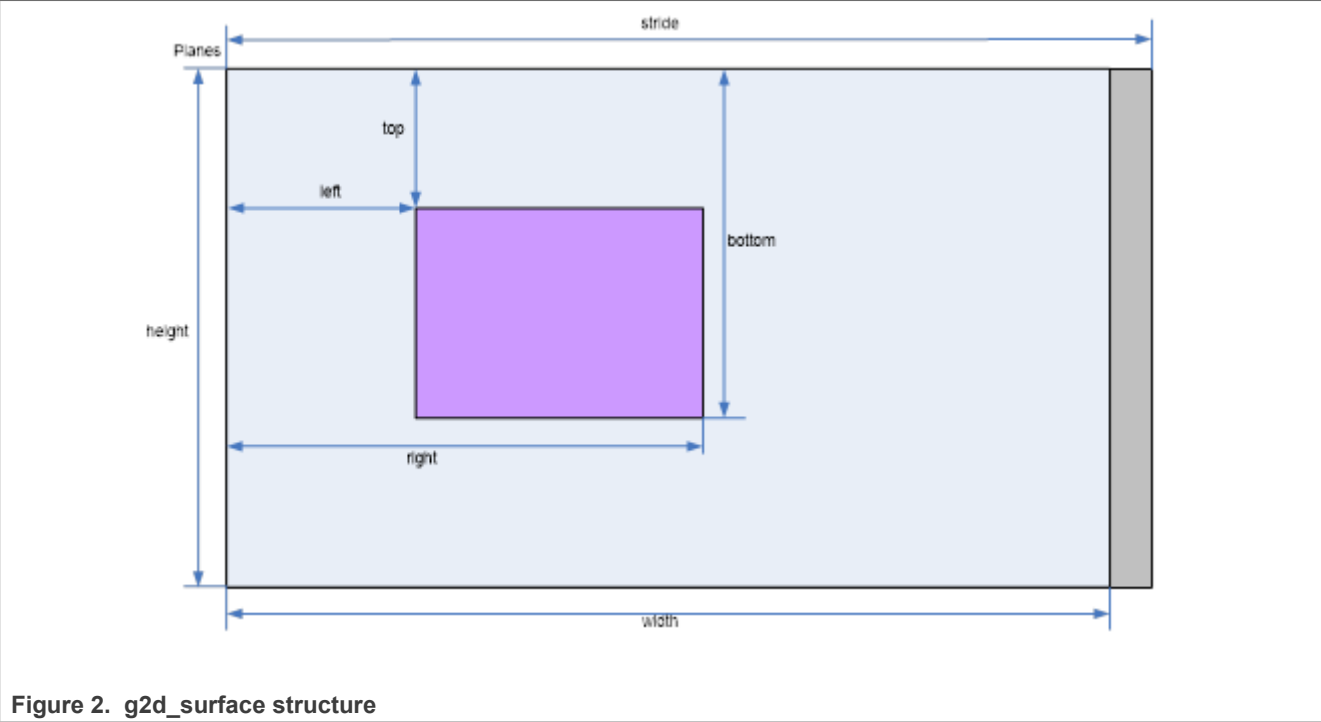 stride
Planes
top
left
bottom
height
right
width
Figure 2. g2d_surface structure